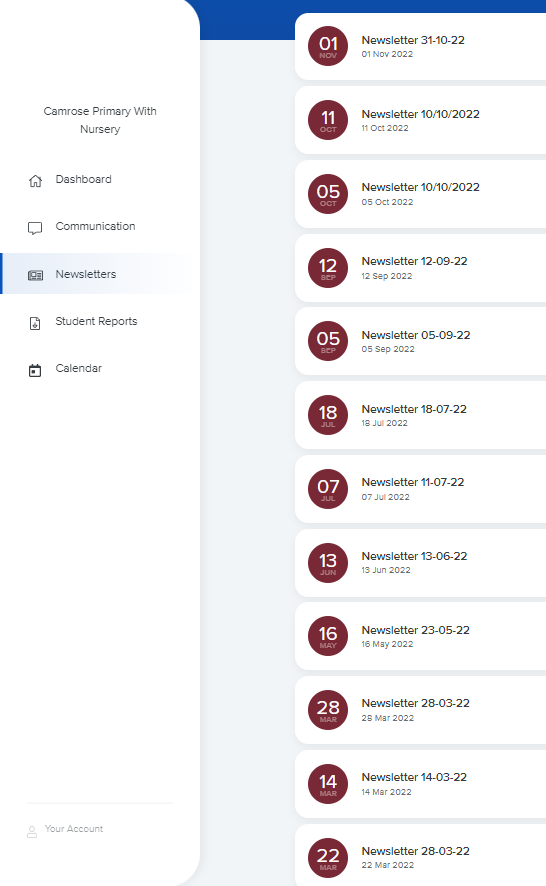 Camrose Primary With
Nursery
Dashboard
Communication
Newsletters
Student Reports
Calendar
Your Account
01
NOV
Newsletter 31-10-22
01 Nov 2022
11
OCT
Newsletter 10/10/2022
11 Oct 2022
05
OCT
Newsletter 10/10/2022
05 Oct 2022
12
SEP
Newsletter 12-09-22
12 Sep 2022
05
SEP
Newsletter 05-09-22
05 Sep 2022
18
JUL
Newsletter 18-07-22
18 Jul 2022
07
JUL
Newsletter 11-07-22
07 Jul 2022
13
JUN
Newsletter 13-06-22
13 Jun 2022
16
MAY
Newsletter 23-05-22
16 May 2022
28
MAR
Newsletter 28-03-22
28 Mar 2022
14
MAR
Newsletter 14-03-22
14 Mar 2022
22
MAR
Newsletter 28-03-22
22 Mar 2022